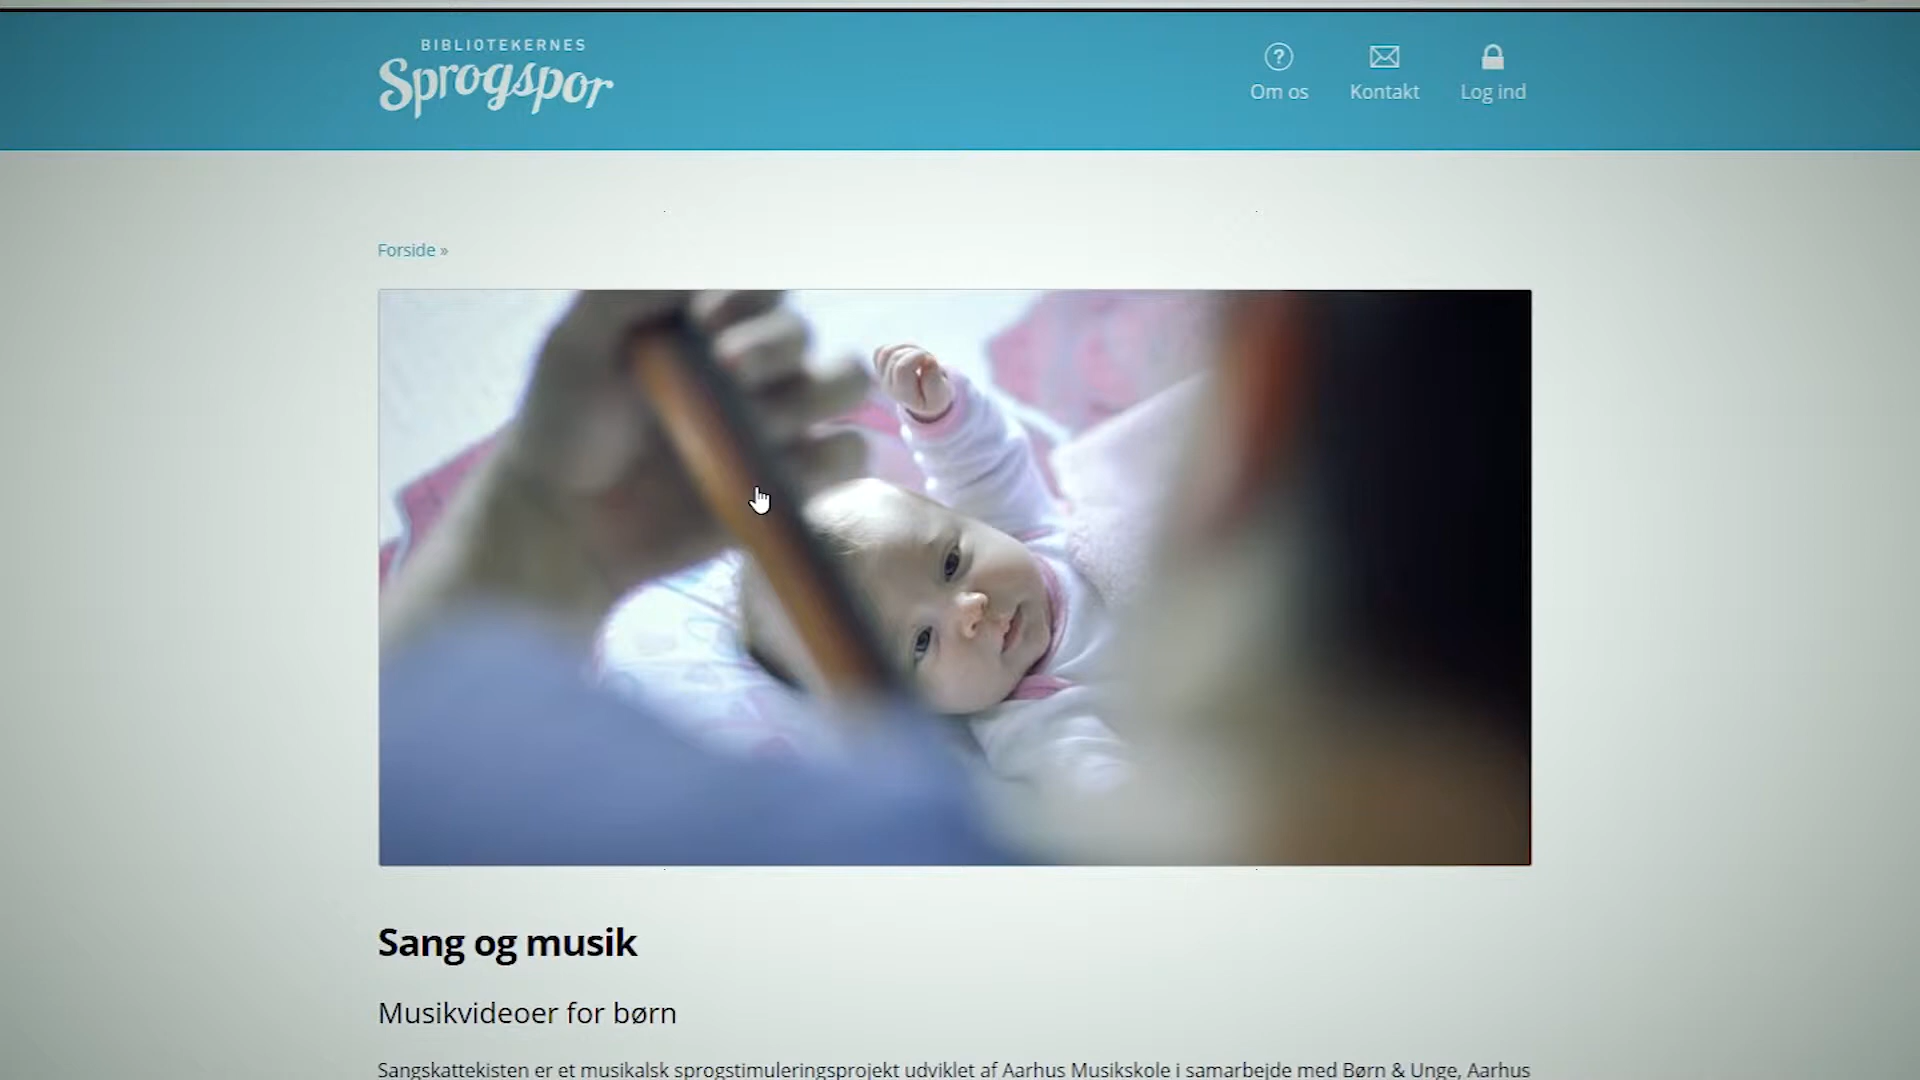 BIBLIOTEKERNES
Sprogspor
Om os
Kontakt
Log ind
Forside »
Sang og musik
Musikvideoer for børn
Sangskattekisten er et musikalsk sprogstimuleringsprojekt udviklet af Aarhus Musikskole i samarbejde med Børn & Unge, Aarhus